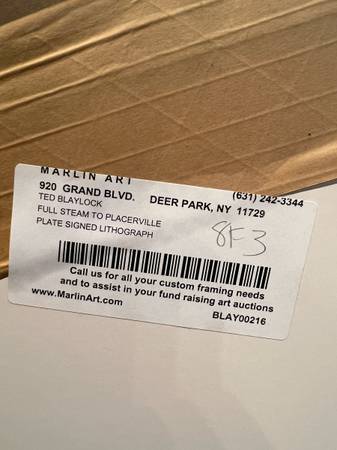 MARLIN ART
920 GRAND BLVD. DEER PARK, NY 11729 (631) 242-3344
TED BLAYLOCK
FULL STEAM TO PLACERVILLE
PLATE SIGNED LITHOGRAPH
8F3
Call us for all your custom framing needs
and to assist in your fund raising art auctions
www.MarlinArt.com
BLAY00216